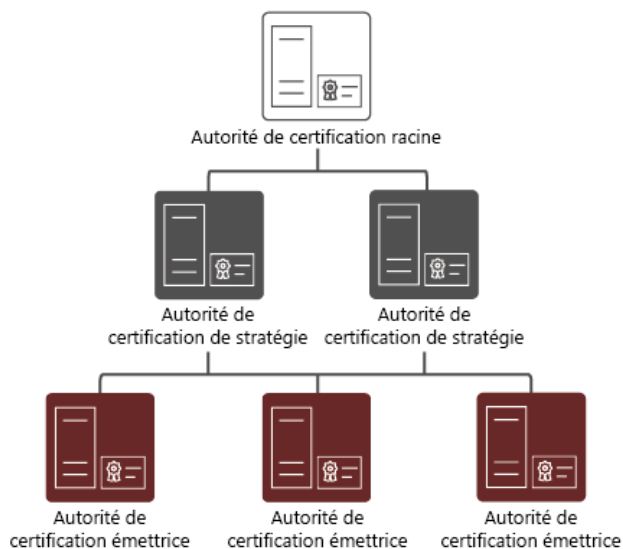 Autorité de certification racine
Autorité de
certification de stratégie
Autorité de
certification de stratégie
Autorité de
certification émettrice
Autorité de
certification émettrice
Autorité de
certification émettrice